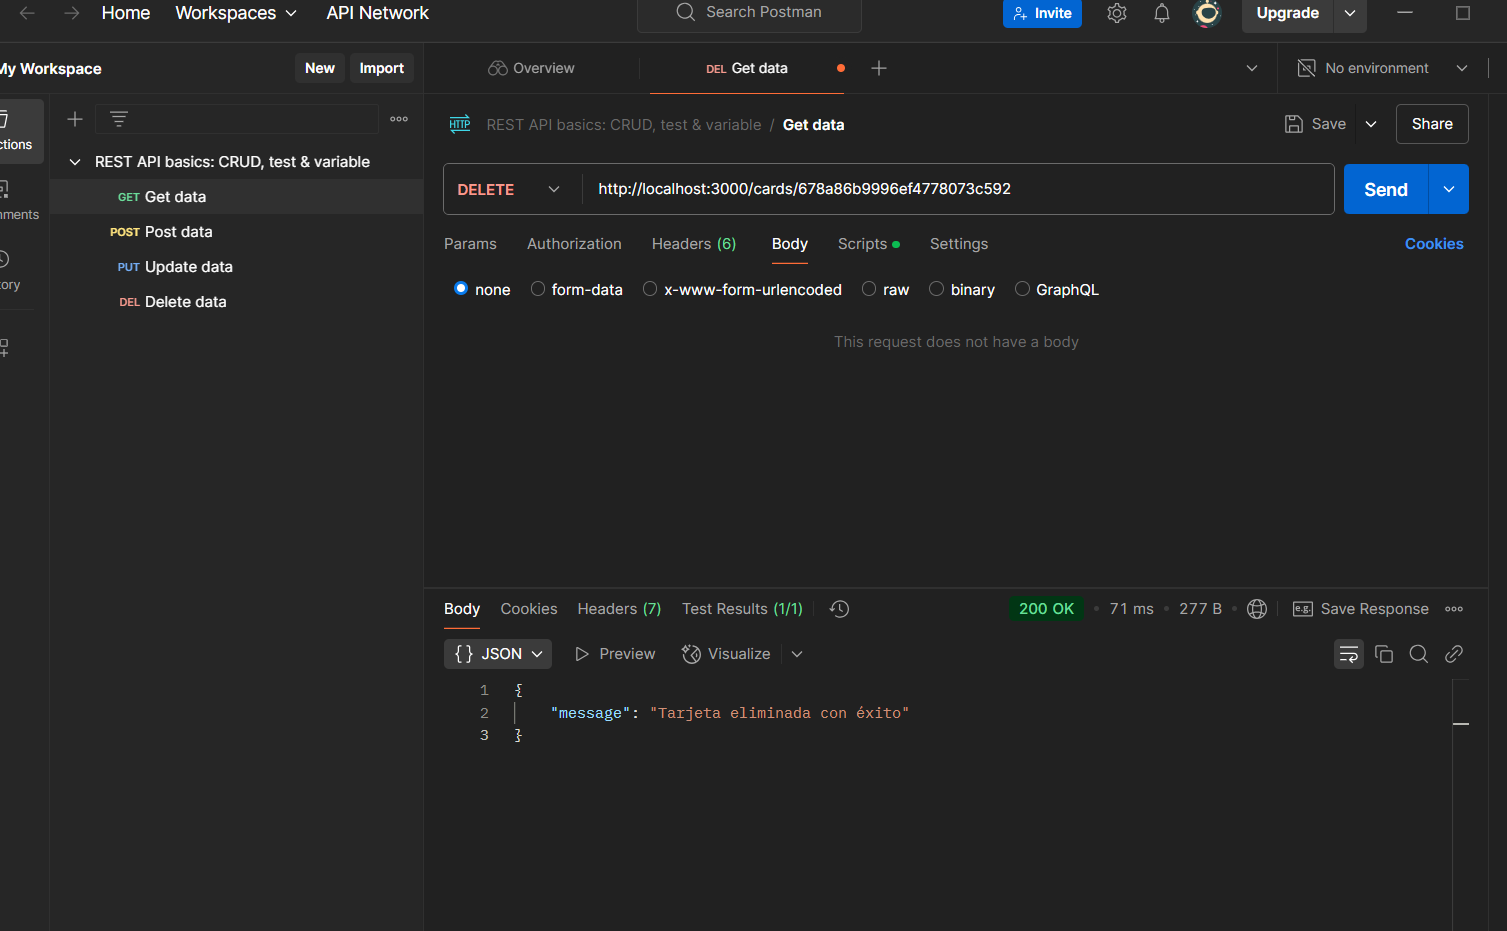 Home Workspaces API Network Search Postman Invite Upgrade
My Workspace New Import Overview DEL Get data No environment
ctions
nments
ory
REST API basics: CRUD, test & variable
GET Get data
POST Post data
PUT Update data
DEL Delete data
HTTP REST API basics: CRUD, test & variable / Get data Save Share
DELETE http://localhost:3000/cards/678a86b9996ef4778073c592 Send
Params Authorization Headers (6) Body Scripts Settings Cookies
none form-data x-www-form-urlencoded raw binary GraphQL
This request does not have a body
Body Cookies Headers (7) Test Results (1/1) 200 OK • 71 ms • 277 B • e.g. Save Response
{} JSON Preview Visualize
1 {
2 "message": "Tarjeta eliminada con éxito"
3 }